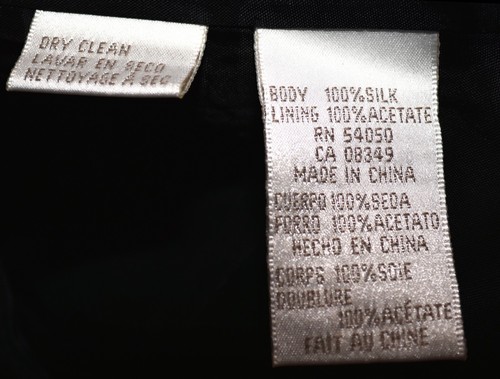 DRY CLEAN
LAVAR EN SECO
NETTOYAGE À SEC
BODY 100%SILK
LINING 100%ACETATE
RN 54050
CA 08349
MADE IN CHINA
CUERPO 100%SEDA
FORRO 100%ACETATO
HECHO EN CHINA
CORPS 100%SOIE
DOUBLURE
100%ACÉTATE
FAIT AU CHINE